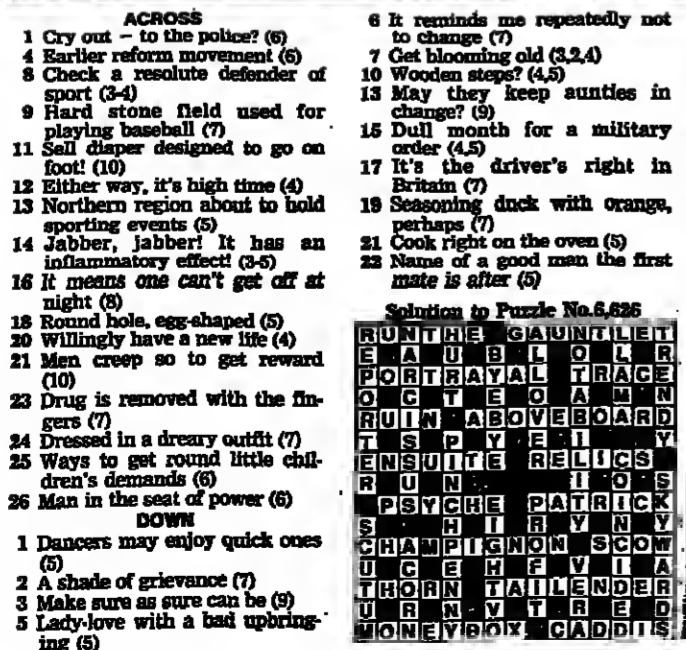 ACROSS
1 Cry out – to the police? (6)
4 Earlier reform movement (6)
8 Check a resolute defender of
sport (3-4)
9 Hard stone field used for
playing baseball (7)
11 Sell diaper designed to go on
foot! (10)
12 Either way, it's high time (4)
13 Northern region about to hold
sporting events (5)
14 Jabber, jabber! It has an
inflammatory effect! (3-5)
16 It means one can't get off at
night (8)
18 Round hole, egg-shaped (5)
20 Willingly have a new life (4)
21 Men creep so to get reward
(10)
23 Drug is removed with the fin-
gers (7)
24 Dressed in a dreary outfit (7)
25 Ways to get round little chil-
dren's demands (6)
26 Man in the seat of power (6)
DOWN
1 Dancers may enjoy quick ones
(5)
2 A shade of grievance (7)
3 Make sure as sure can be (9)
5 Lady-love with a bad upbring-
ing (5)
6 It reminds me repeatedly not
to change (7)
7 Get blooming old (3,2,4)
10 Wooden steps? (4,5)
13 May they keep aunties in
change? (9)
15 Dull month for a military
order (4,5)
17 It's the driver's right in
Britain (7)
19 Seasoning duck with orange,
perhaps (7)
21 Cook right on the oven (5)
22 Name of a good man the first
mate is after (5)
Solution to Puzzle No.6,626
RUNTHE GAUNTLET
E A U B L O L R
PORTRAYAL TRACE
O C T E O A M N
RUIN ABOVEBOARD
T S P Y E I Y
ENSUITE RELICS
R U N I O S
PSYCHE PATRICK
S H I R Y N Y
CHAMPIGNON SCOW
U C E H F V I A
THORN TAILENDER
U R N V T R E D
MONEYBOX CADDIS